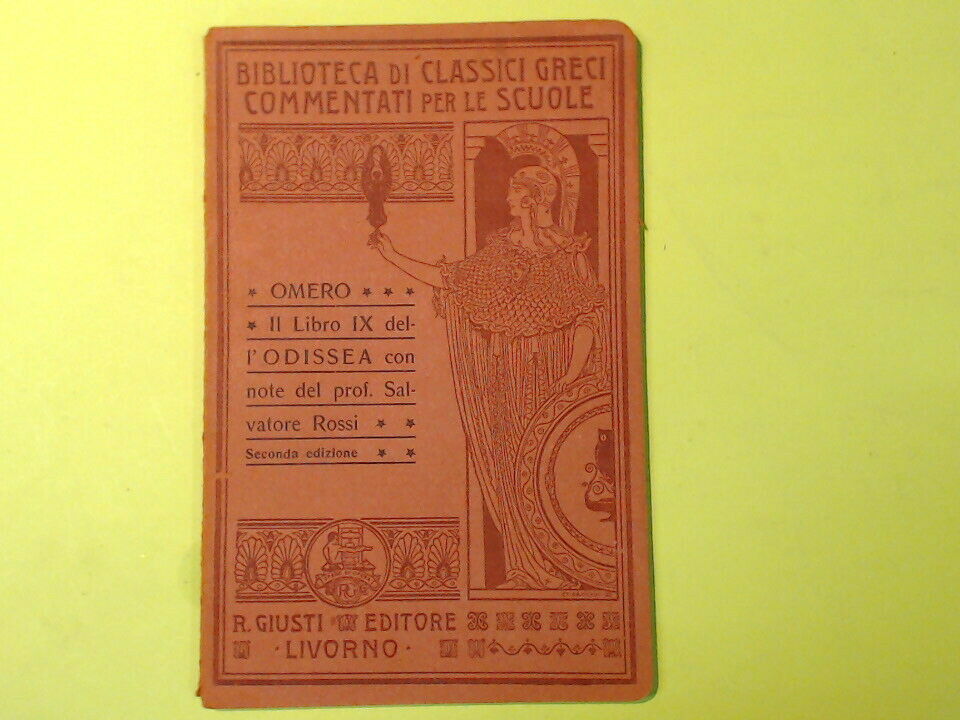 BIBLIOTECA DI CLASSICI GRECI
COMMENTATI PER LE SCUOLE
OMERO
Il Libro IX del-
l'ODISSEA con
note del prof. Sal-
vatore Rossi
Seconda edizione
RG
R. GIUSTI EDITORE
· LIVORNO ·